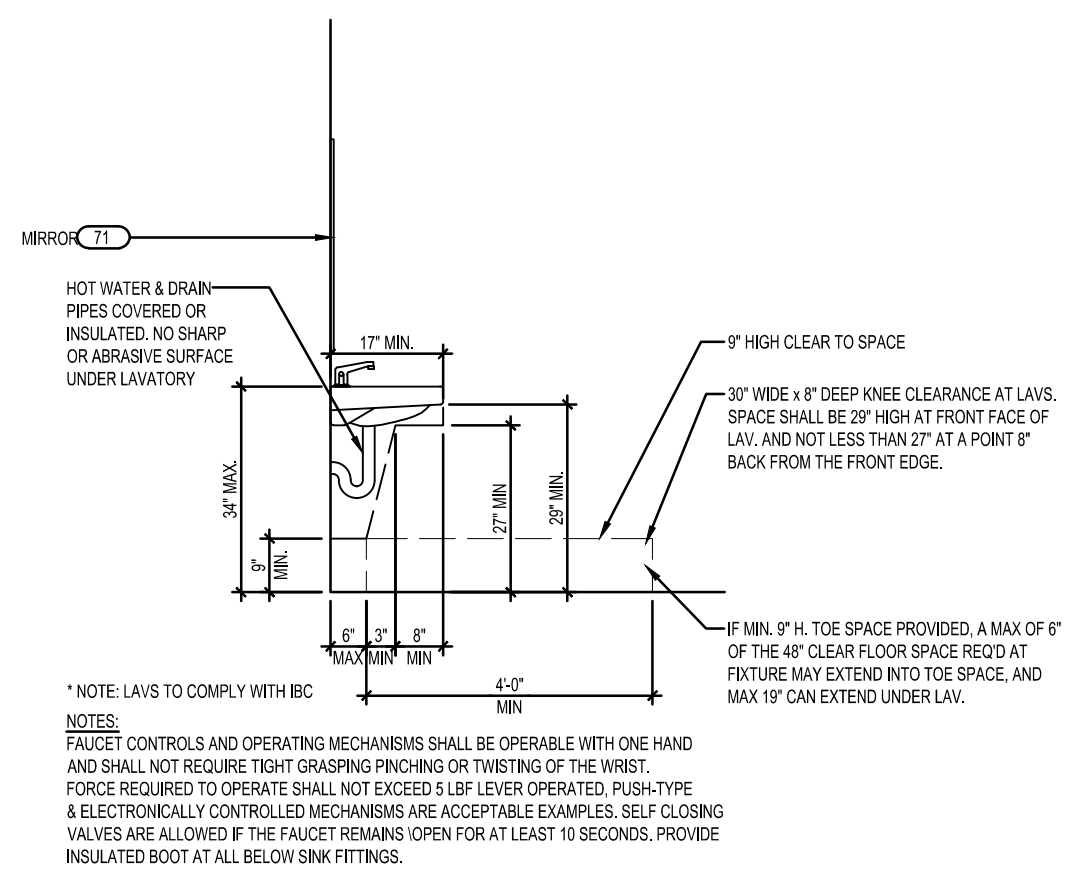 MIRROR 71
HOT WATER & DRAIN
PIPES COVERED OR
INSULATED. NO SHARP
OR ABRASIVE SURFACE
UNDER LAVATORY
17" MIN.
9" HIGH CLEAR TO SPACE
30" WIDE x 8" DEEP KNEE CLEARANCE AT LAVS.
SPACE SHALL BE 29" HIGH AT FRONT FACE OF
LAV. AND NOT LESS THAN 27" AT A POINT 8"
BACK FROM THE FRONT EDGE.
34" MAX.
9"
MIN.
27" MIN
29" MIN.
IF MIN. 9" H. TOE SPACE PROVIDED, A MAX OF 6"
OF THE 48" CLEAR FLOOR SPACE REQ'D AT
FIXTURE MAY EXTEND INTO TOE SPACE, AND
MAX 19" CAN EXTEND UNDER LAV.
6" 3" 8"
MAX MIN MIN
4'-0"
MIN
* NOTE: LAVS TO COMPLY WITH IBC
NOTES:
FAUCET CONTROLS AND OPERATING MECHANISMS SHALL BE OPERABLE WITH ONE HAND
AND SHALL NOT REQUIRE TIGHT GRASPING PINCHING OR TWISTING OF THE WRIST.
FORCE REQUIRED TO OPERATE SHALL NOT EXCEED 5 LBF LEVER OPERATED, PUSH-TYPE
& ELECTRONICALLY CONTROLLED MECHANISMS ARE ACCEPTABLE EXAMPLES. SELF CLOSING
VALVES ARE ALLOWED IF THE FAUCET REMAINS \OPEN FOR AT LEAST 10 SECONDS. PROVIDE
INSULATED BOOT AT ALL BELOW SINK FITTINGS.